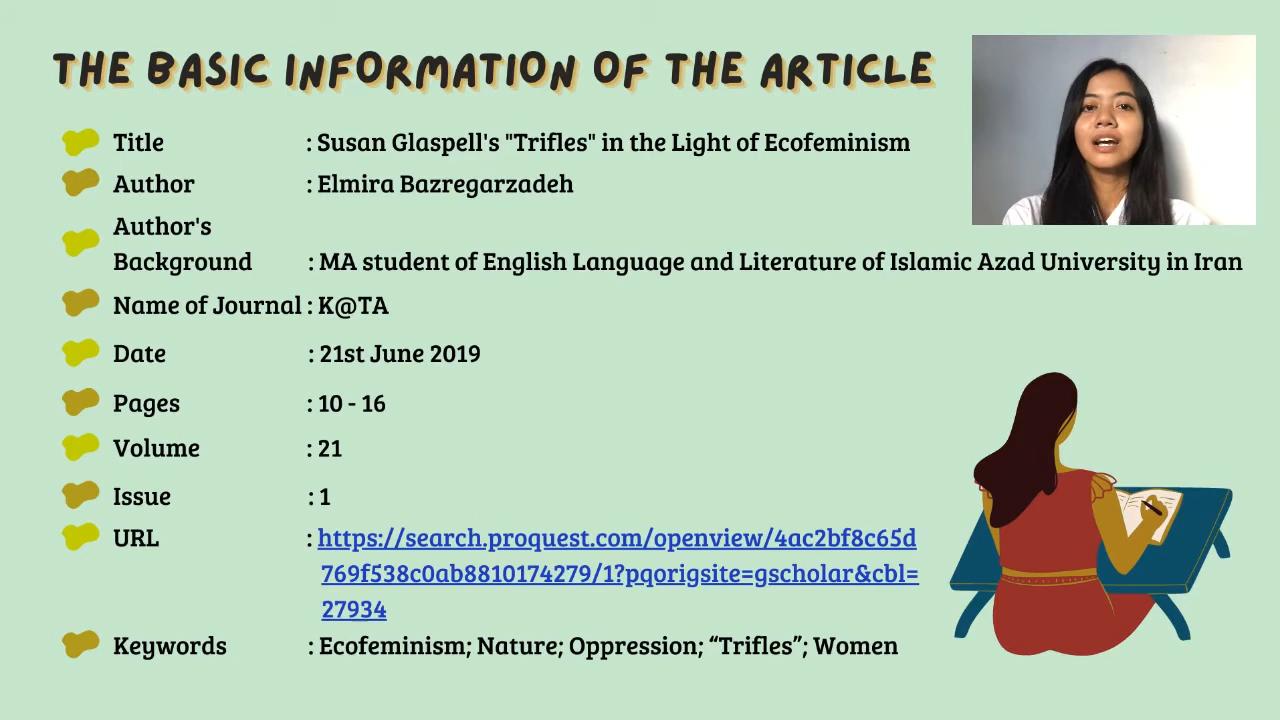 THE BASIC INFORMATION OF THE ARTICLE
Title : Susan Glaspell's "Trifles" in the Light of Ecofeminism
Author : Elmira Bazregarzadeh
Author's
Background : MA student of English Language and Literature of Islamic Azad University in Iran
Name of Journal : K@TA
Date : 21st June 2019
Pages : 10 - 16
Volume : 21
Issue : 1
URL : https://search.proquest.com/openview/4ac2bf8c65d
769f538c0ab8810174279/1?pqorigsite=gscholar&cbl=
27934
Keywords : Ecofeminism; Nature; Oppression; “Trifles”; Women